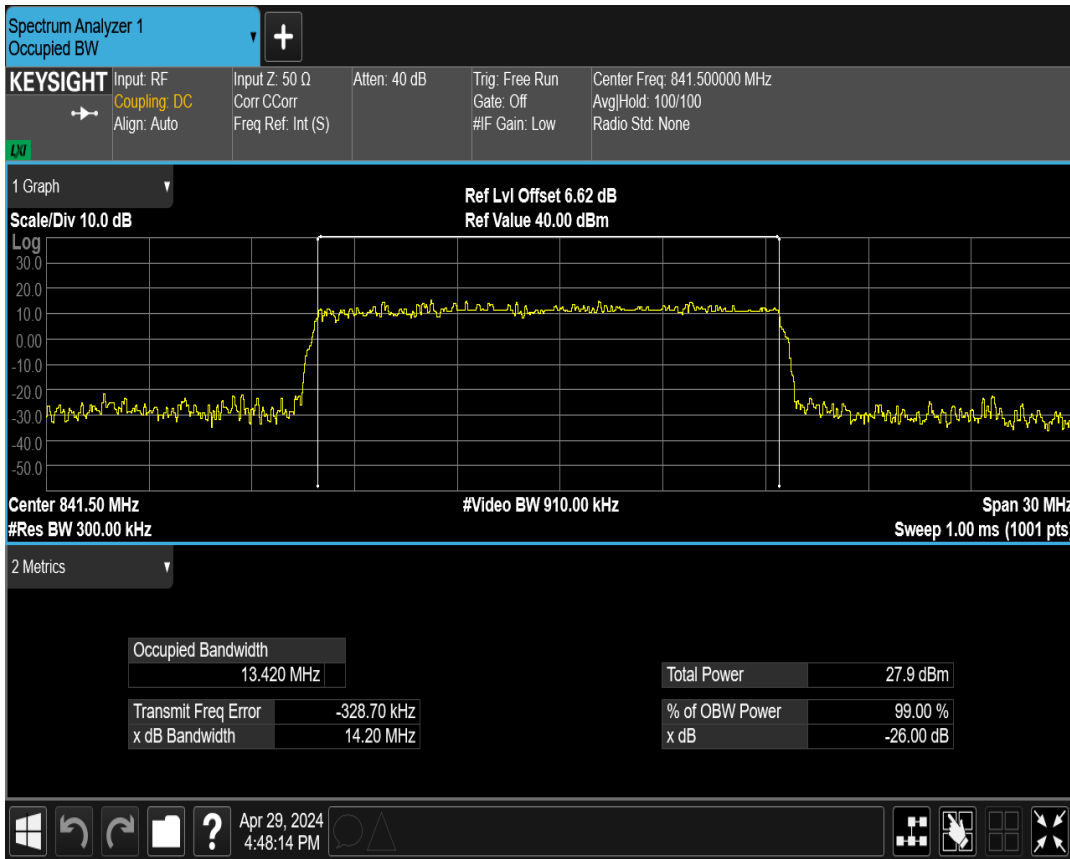 Spectrum Analyzer 1
Occupied BW
KEYSIGHT
LXI
Input: RF
Coupling: DC
Align: Auto
Input Z: 50 Ω
Corr CCorr
Freq Ref: Int (S)
Atten: 40 dB
Trig: Free Run
Gate: Off
#IF Gain: Low
Center Freq: 841.500000 MHz
Avg|Hold: 100/100
Radio Std: None
1 Graph
Scale/Div 10.0 dB
Ref Lvl Offset 6.62 dB
Ref Value 40.00 dBm
Log
30.0
20.0
10.0
0.00
-10.0
-20.0
-30.0
-40.0
-50.0
Center 841.50 MHz
#Video BW 910.00 kHz
Span 30 MHz
#Res BW 300.00 kHz
Sweep 1.00 ms (1001 pts)
2 Metrics
Occupied Bandwidth
13.420 MHz
Total Power 27.9 dBm
Transmit Freq Error -328.70 kHz
% of OBW Power 99.00 %
x dB Bandwidth 14.20 MHz
x dB -26.00 dB
?
Apr 29, 2024
4:48:14 PM